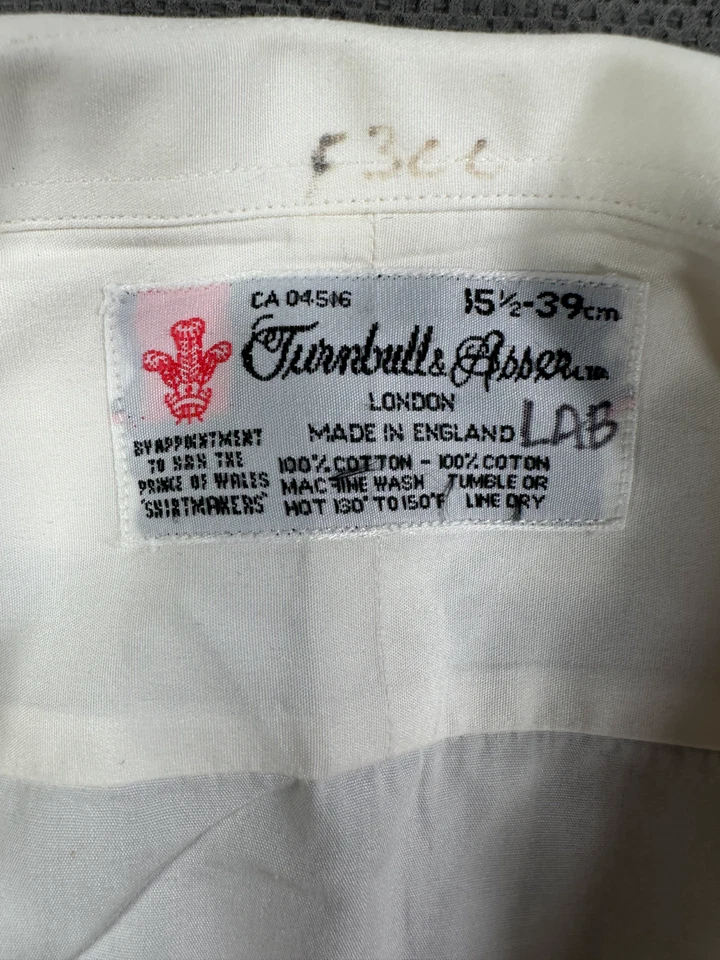 CA 04516 15½-39cm
Turnbull & Asser LTD.
LONDON
MADE IN ENGLAND LAB
BY APPOINTMENT
TO HRH THE
PRINCE OF WALES
'SHIRTMAKERS'
100% COTTON - 100% COTON
MACHINE WASH TUMBLE OR
HOT 130° TO 150°F LINE DRY